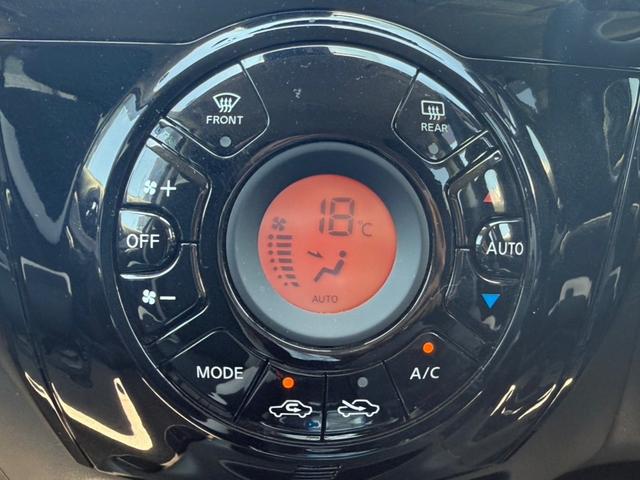 FRONT
REAR
+
OFF
-
18°C
AUTO
AUTO
MODE
A/C